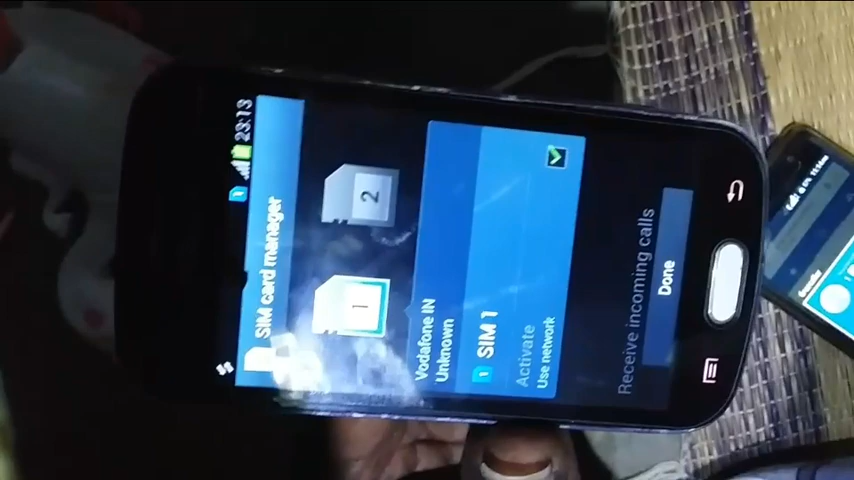 23:13
SIM card manager
1
2
Vodafone IN
Unknown
1 SIM 1
Activate
Use network
Receive incoming calls
Done